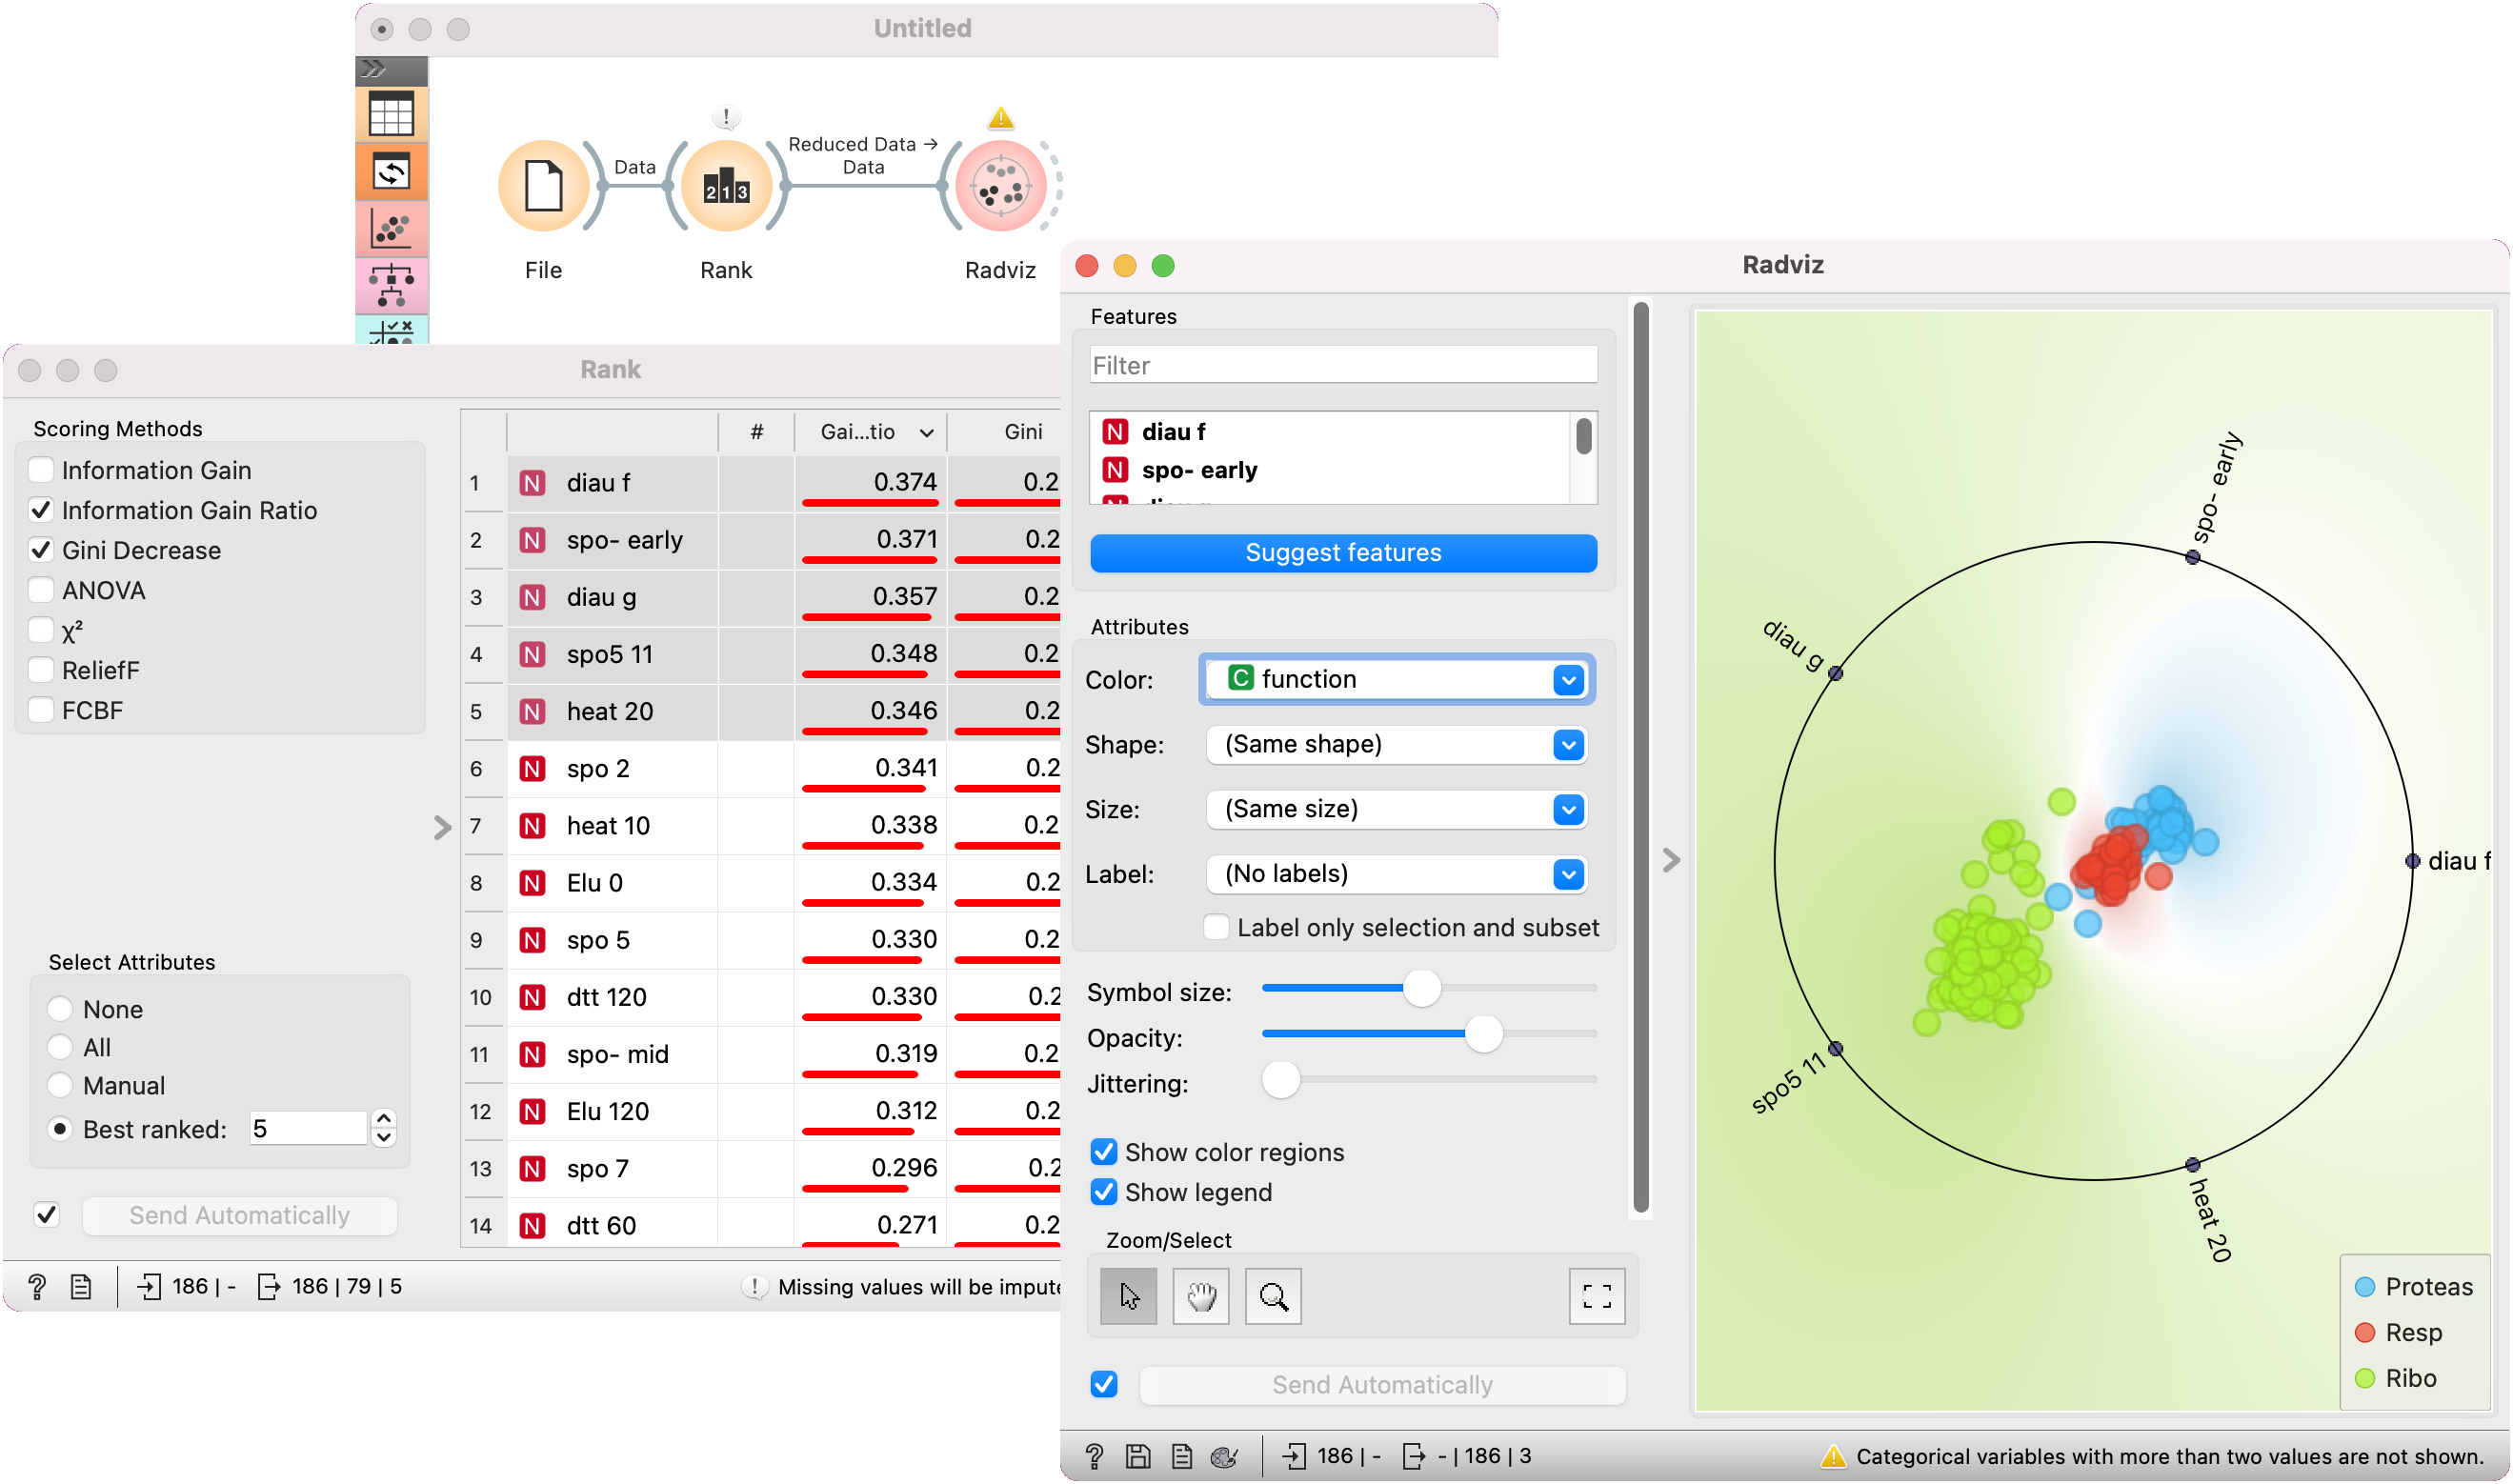 Untitled
Data
Reduced Data →
Data
File
Rank
Radviz
213
Rank
Scoring Methods
Information Gain
Information Gain Ratio
Gini Decrease
ANOVA
χ²
ReliefF
FCBF
Select Attributes
None
All
Manual
Best ranked: 5
Send Automatically
# Gai...tio Gini
1 N diau f 0.374 0.2
2 N spo- early 0.371 0.2
3 N diau g 0.357 0.2
4 N spo5 11 0.348 0.2
5 N heat 20 0.346 0.2
6 N spo 2 0.341 0.2
7 N heat 10 0.338 0.2
8 N Elu 0 0.334 0.2
9 N spo 5 0.330 0.2
10 N dtt 120 0.330 0.2
11 N spo- mid 0.319 0.2
12 N Elu 120 0.312 0.2
13 N spo 7 0.296 0.2
14 N dtt 60 0.271 0.2
? 186 | - 186 | 79 | 5
Missing values will be impute
Radviz
Features
Filter
N diau f
N spo- early
Suggest features
Attributes
Color: C function
Shape: (Same shape)
Size: (Same size)
Label: (No labels)
Label only selection and subset
Symbol size:
Opacity:
Jittering:
Show color regions
Show legend
Zoom/Select
Send Automatically
spo- early
diau g
diau f
spo5 11
heat 20
Proteas
Resp
Ribo
? 186 | - - | 186 | 3
Categorical variables with more than two values are not shown.